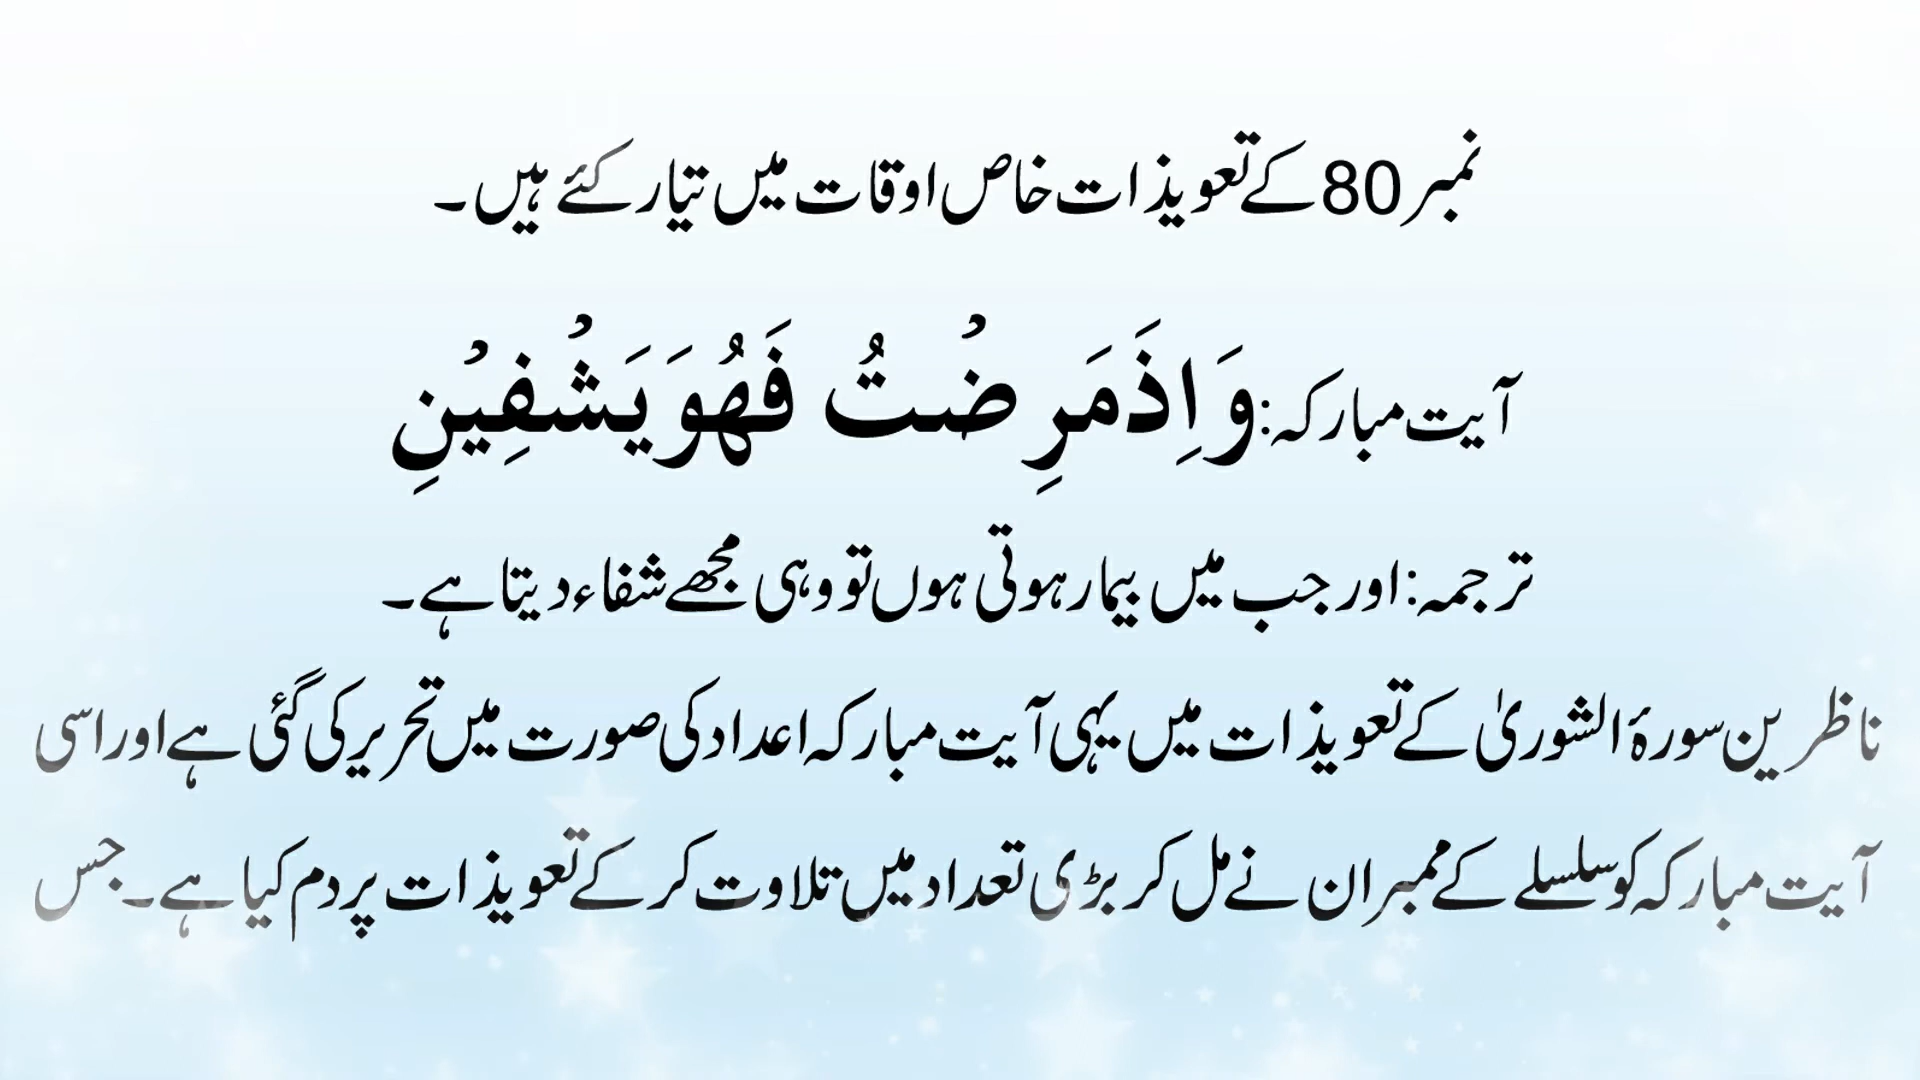 نمبر 80 کے تعویذات خاص اوقات میں تیار کئے ہیں۔
آیت مبارکہ: وَ اِذَمَرِضْتُ فَهُوَ يَشْفِيْنِ
ترجمہ: اور جب میں بیمار ہوتی ہوں تو وہی مجھے شفاء دیتا ہے۔
ناظرین سورۂ الشوریٰ کے تعویذات میں یہی آیت مبارکہ اعداد کی صورت میں تحریر کی گئی ہے اور اسی
آیت مبارکہ کو سلسلے کے ممبران نے مل کر بڑی تعداد میں تلاوت کر کے تعویذات پر دم کیا ہے۔ جس